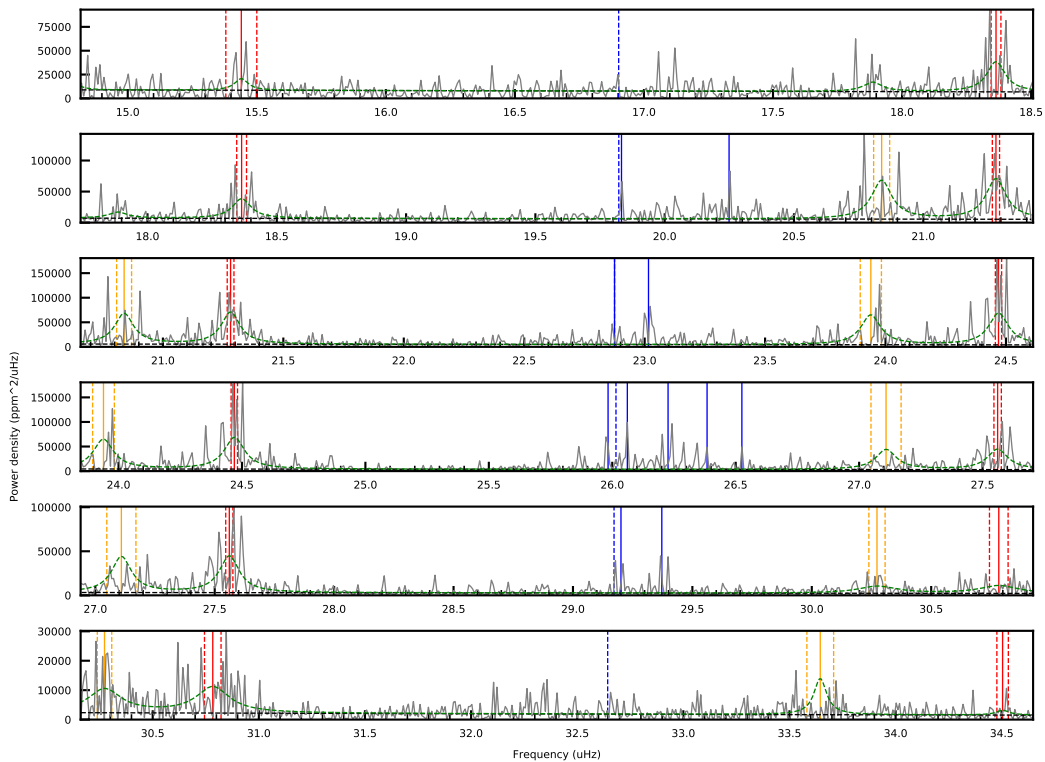 75000
50000
25000
0
15.0 15.5 16.0 16.5 17.0 17.5 18.0 18.5
100000
50000
0
18.0 18.5 19.0 19.5 20.0 20.5 21.0
150000
100000
50000
0
21.0 21.5 22.0 22.5 23.0 23.5 24.0 24.5
Power density (ppm^2/uHz)
150000
100000
50000
0
24.0 24.5 25.0 25.5 26.0 26.5 27.0 27.5
100000
50000
0
27.0 27.5 28.0 28.5 29.0 29.5 30.0 30.5
30000
20000
10000
0
30.5 31.0 31.5 32.0 32.5 33.0 33.5 34.0 34.5
Frequency (uHz)